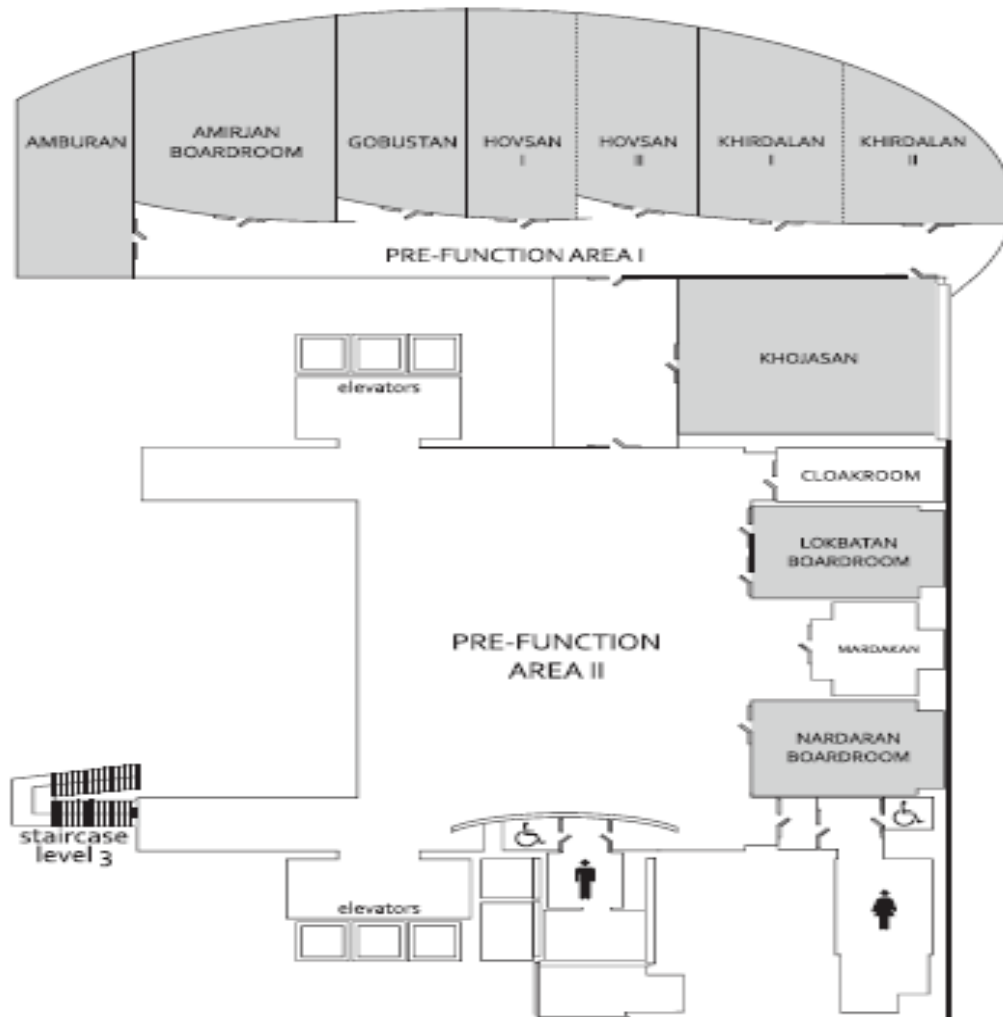 AMBURAN
AMIRJAN
BOARDROOM
GOBUSTAN
HOVSAN
I
HOVSAN
II
KHIRDALAN
I
KHIRDALAN
II
PRE-FUNCTION AREA I
KHOJASAN
elevators
CLOAKROOM
LOKBATAN
BOARDROOM
PRE-FUNCTION
AREA II
MARDAKAN
NARDARAN
BOARDROOM
staircase
level 3
elevators